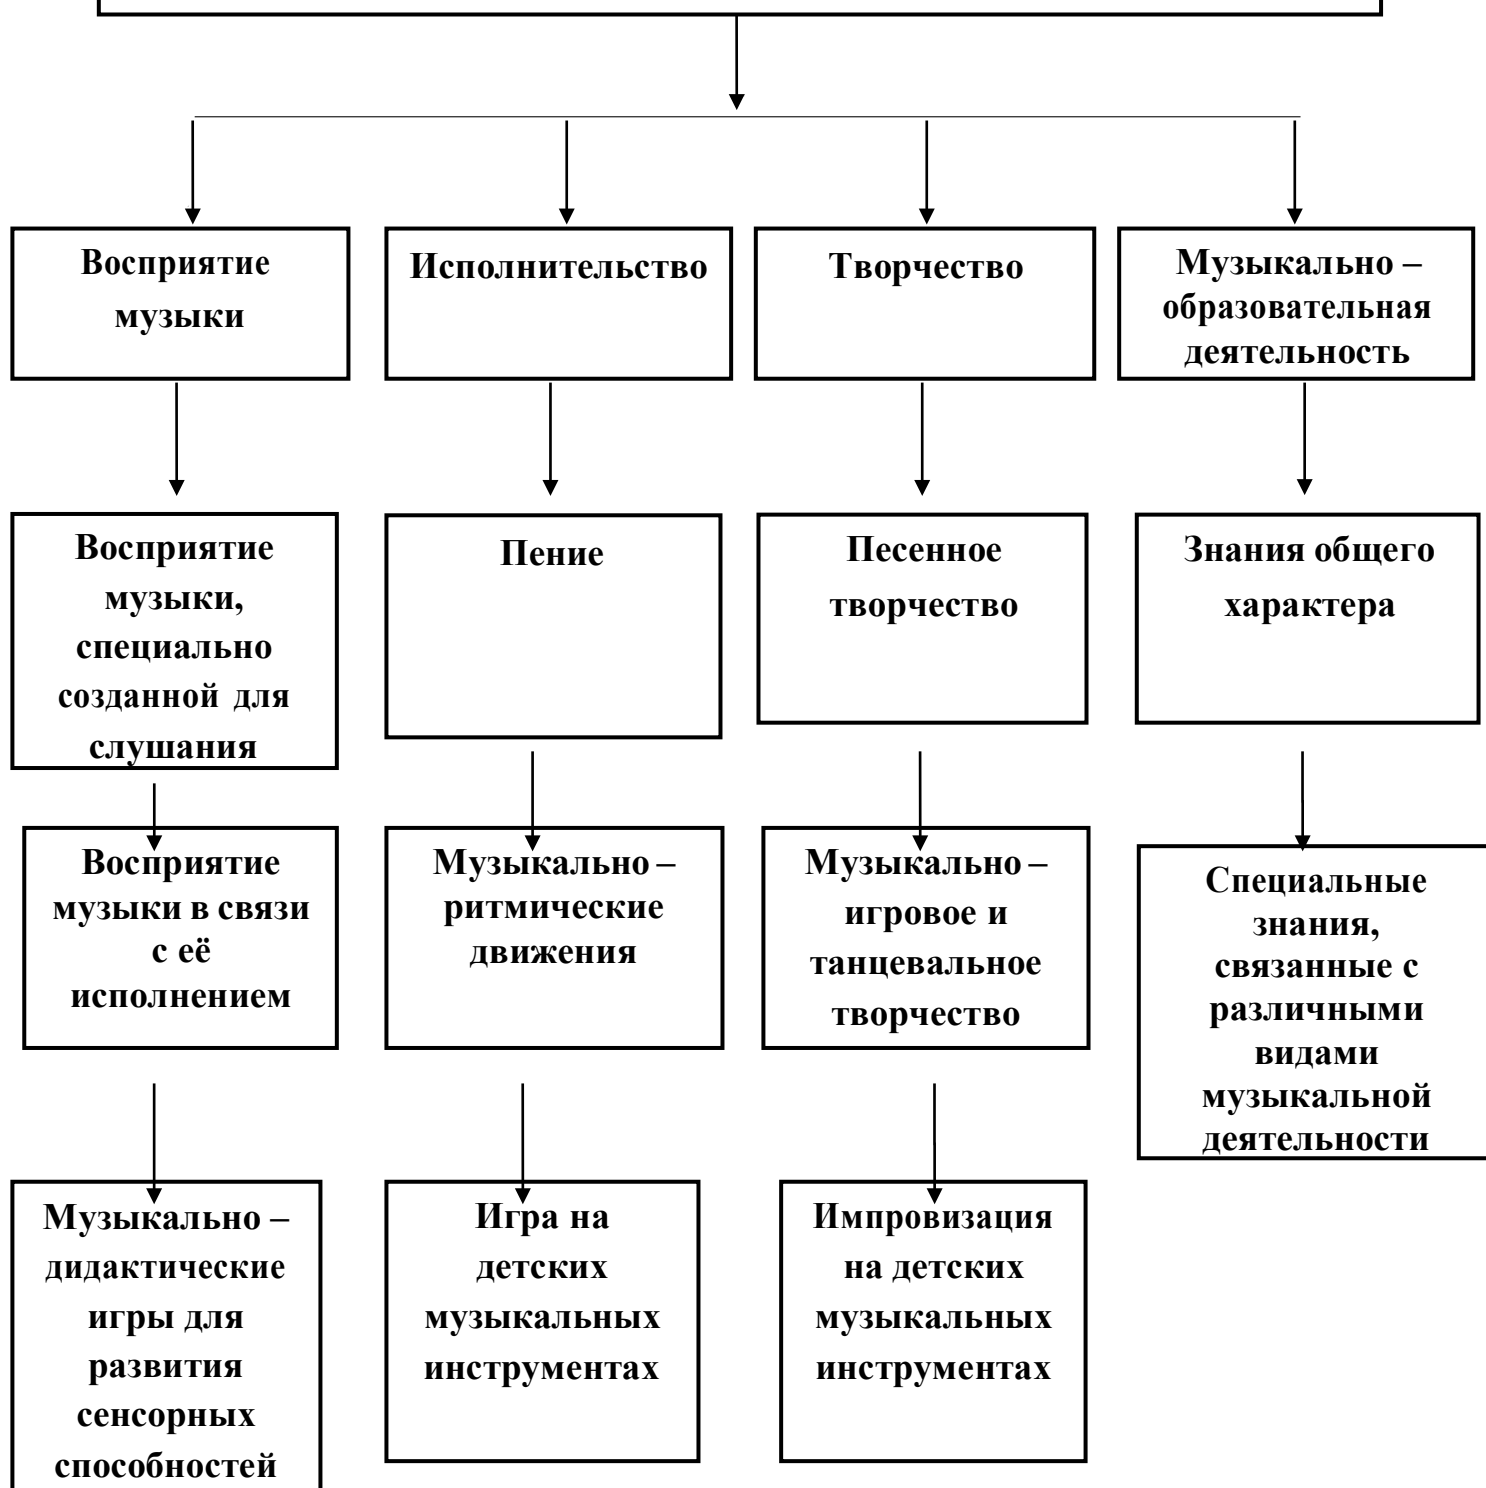 Восприятие
музыки
Исполнительство
Творчество
Музыкально –
образовательная
деятельность
Восприятие
музыки,
специально
созданной для
слушания
Пение
Песенное
творчество
Знания общего
характера
Восприятие
музыки в связи
с её
исполнением
Музыкально –
ритмические
движения
Музыкально –
игровое и
танцевальное
творчество
Специальные
знания,
связанные с
различными
видами
музыкальной
деятельности
Музыкально –
дидактические
игры для
развития
сенсорных
способностей
Игра на
детских
музыкальных
инструментах
Импровизация
на детских
музыкальных
инструментах